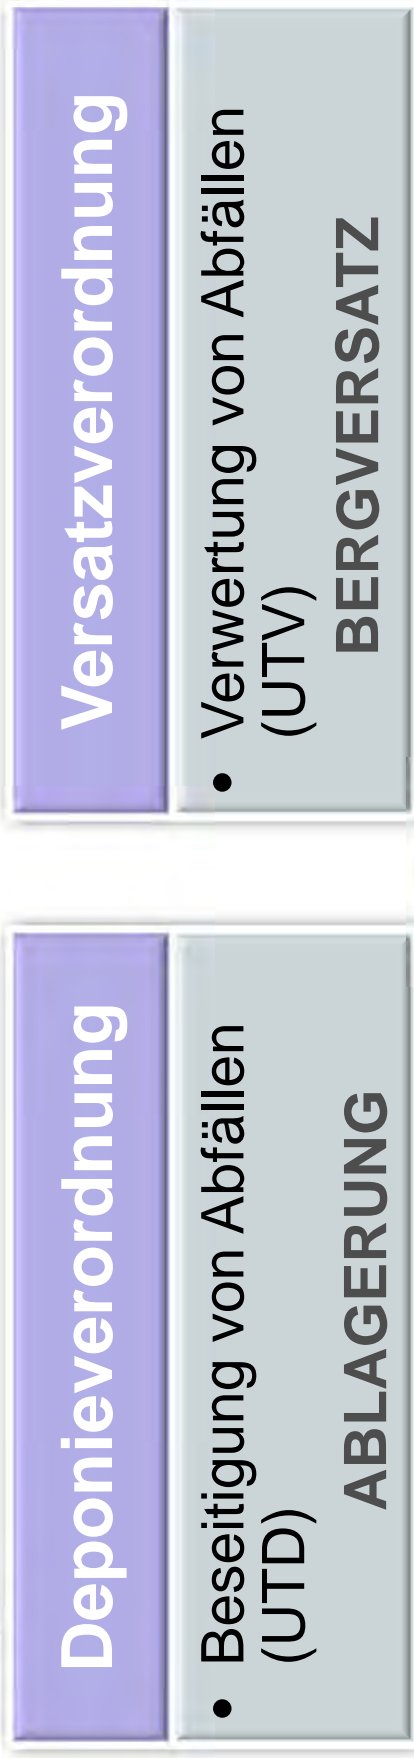 Deponieverordnung
• Beseitigung von Abfällen
(UTD)
ABLAGERUNG
Versatzverordnung
• Verwertung von Abfällen
(UTV)
BERGVERSATZ